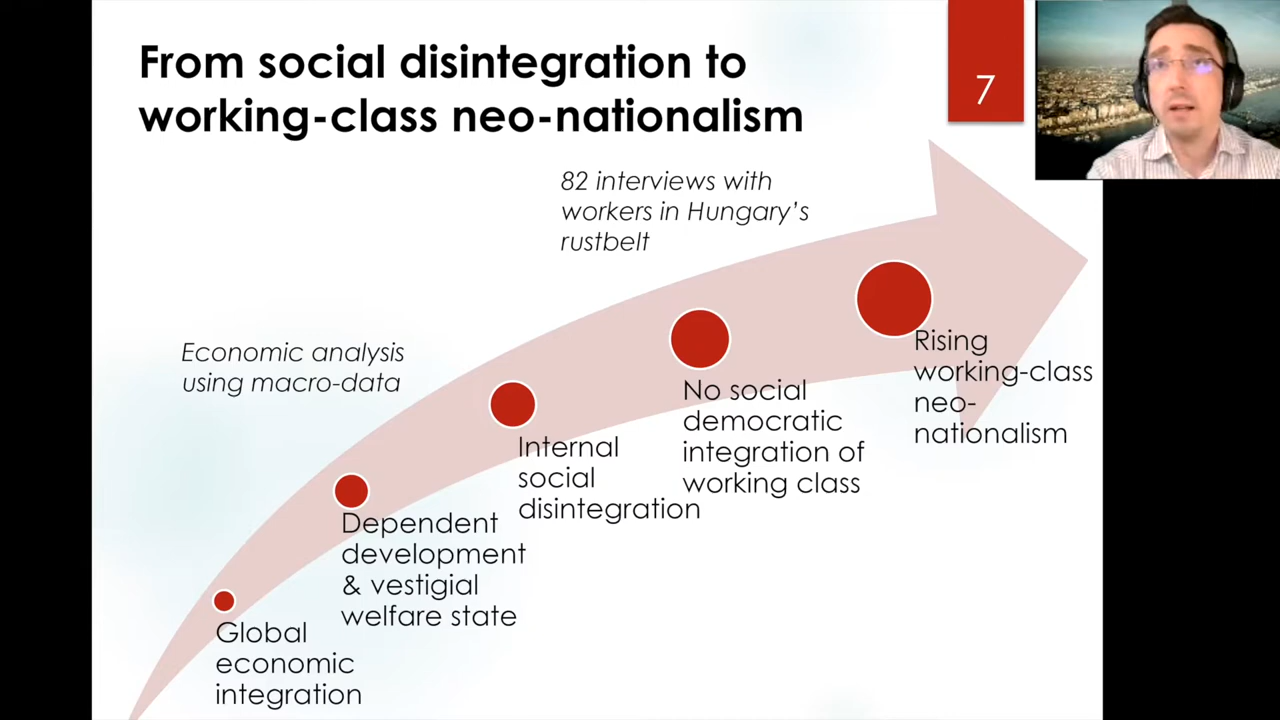 From social disintegration to
working-class neo-nationalism
7
82 interviews with
workers in Hungary's
rustbelt
Economic analysis
using macro-data
Global
economic
integration
Dependent
development
& vestigial
welfare state
Internal
social
disintegration
No social
democratic
integration of
working class
Rising
working-class
neo-
nationalism